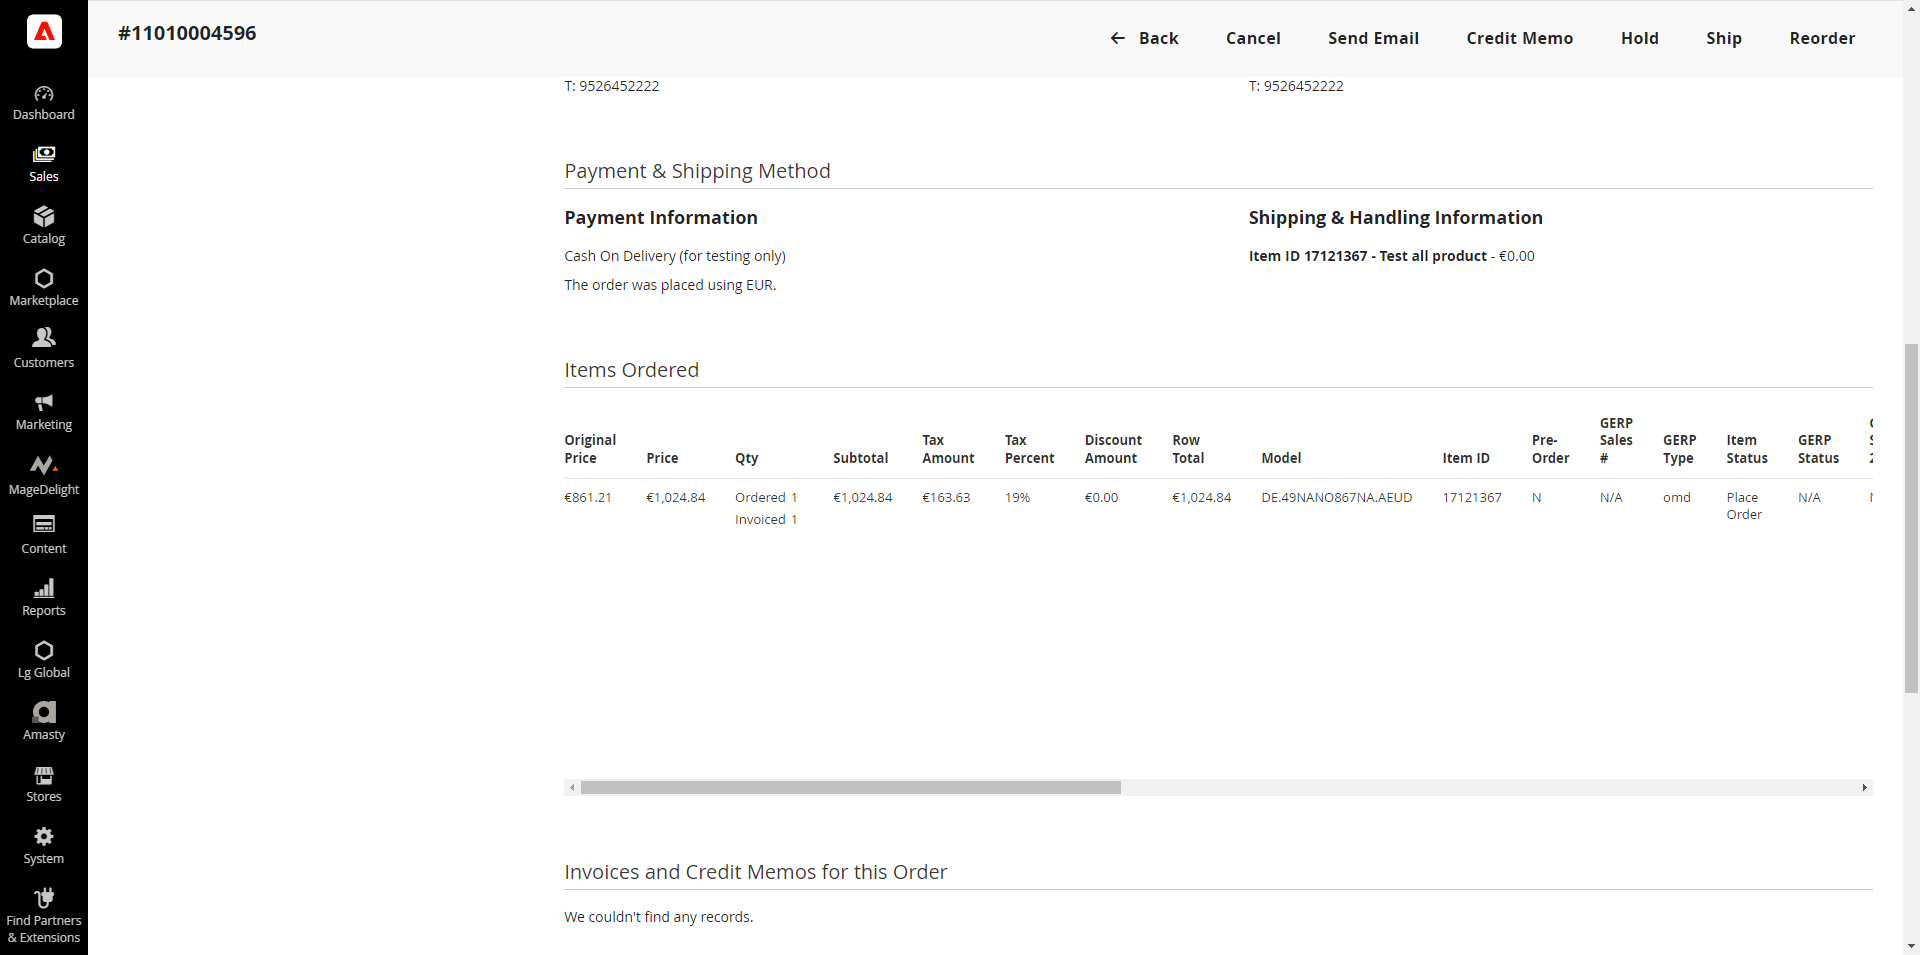 #11010004596
Back
Cancel
Send Email
Credit Memo
Hold
Ship
Reorder
Dashboard
Sales
Catalog
Marketplace
Customers
Marketing
MageDelight
Content
Reports
Lg Global
Amasty
Stores
System
Find Partners
& Extensions
T: 9526452222
T: 9526452222
Payment & Shipping Method
Payment Information
Cash On Delivery (for testing only)
The order was placed using EUR.
Shipping & Handling Information
Item ID 17121367 - Test all product - €0.00
Items Ordered
Original Price
Price
Qty
Subtotal
Tax Amount
Tax Percent
Discount Amount
Row Total
Model
Item ID
Pre-Order
GERP Sales #
GERP Type
Item Status
GERP Status
€861.21
€1,024.84
Ordered 1
Invoiced 1
€1,024.84
€163.63
19%
€0.00
€1,024.84
DE.49NANO867NA.AEUD
17121367
N
N/A
omd
Place Order
N/A
Invoices and Credit Memos for this Order
We couldn't find any records.